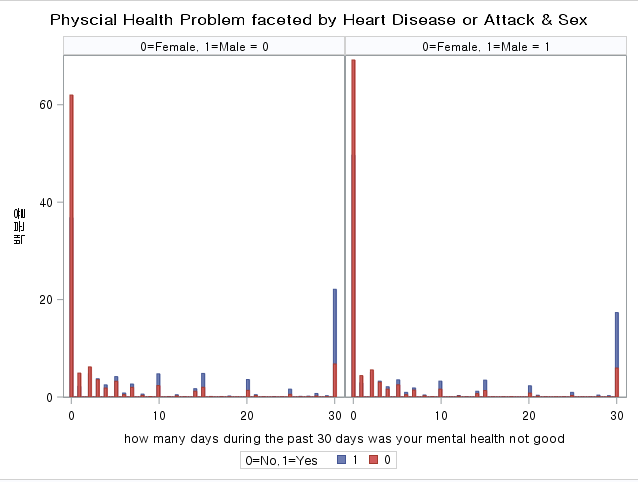 Physcial Health Problem faceted by Heart Disease or Attack & Sex
0=Female, 1=Male = 0
0=Female, 1=Male = 1
백분율
60
40
20
0
0 10 20 30
0 10 20 30
how many days during the past 30 days was your mental health not good
0=No,1=Yes 1 0